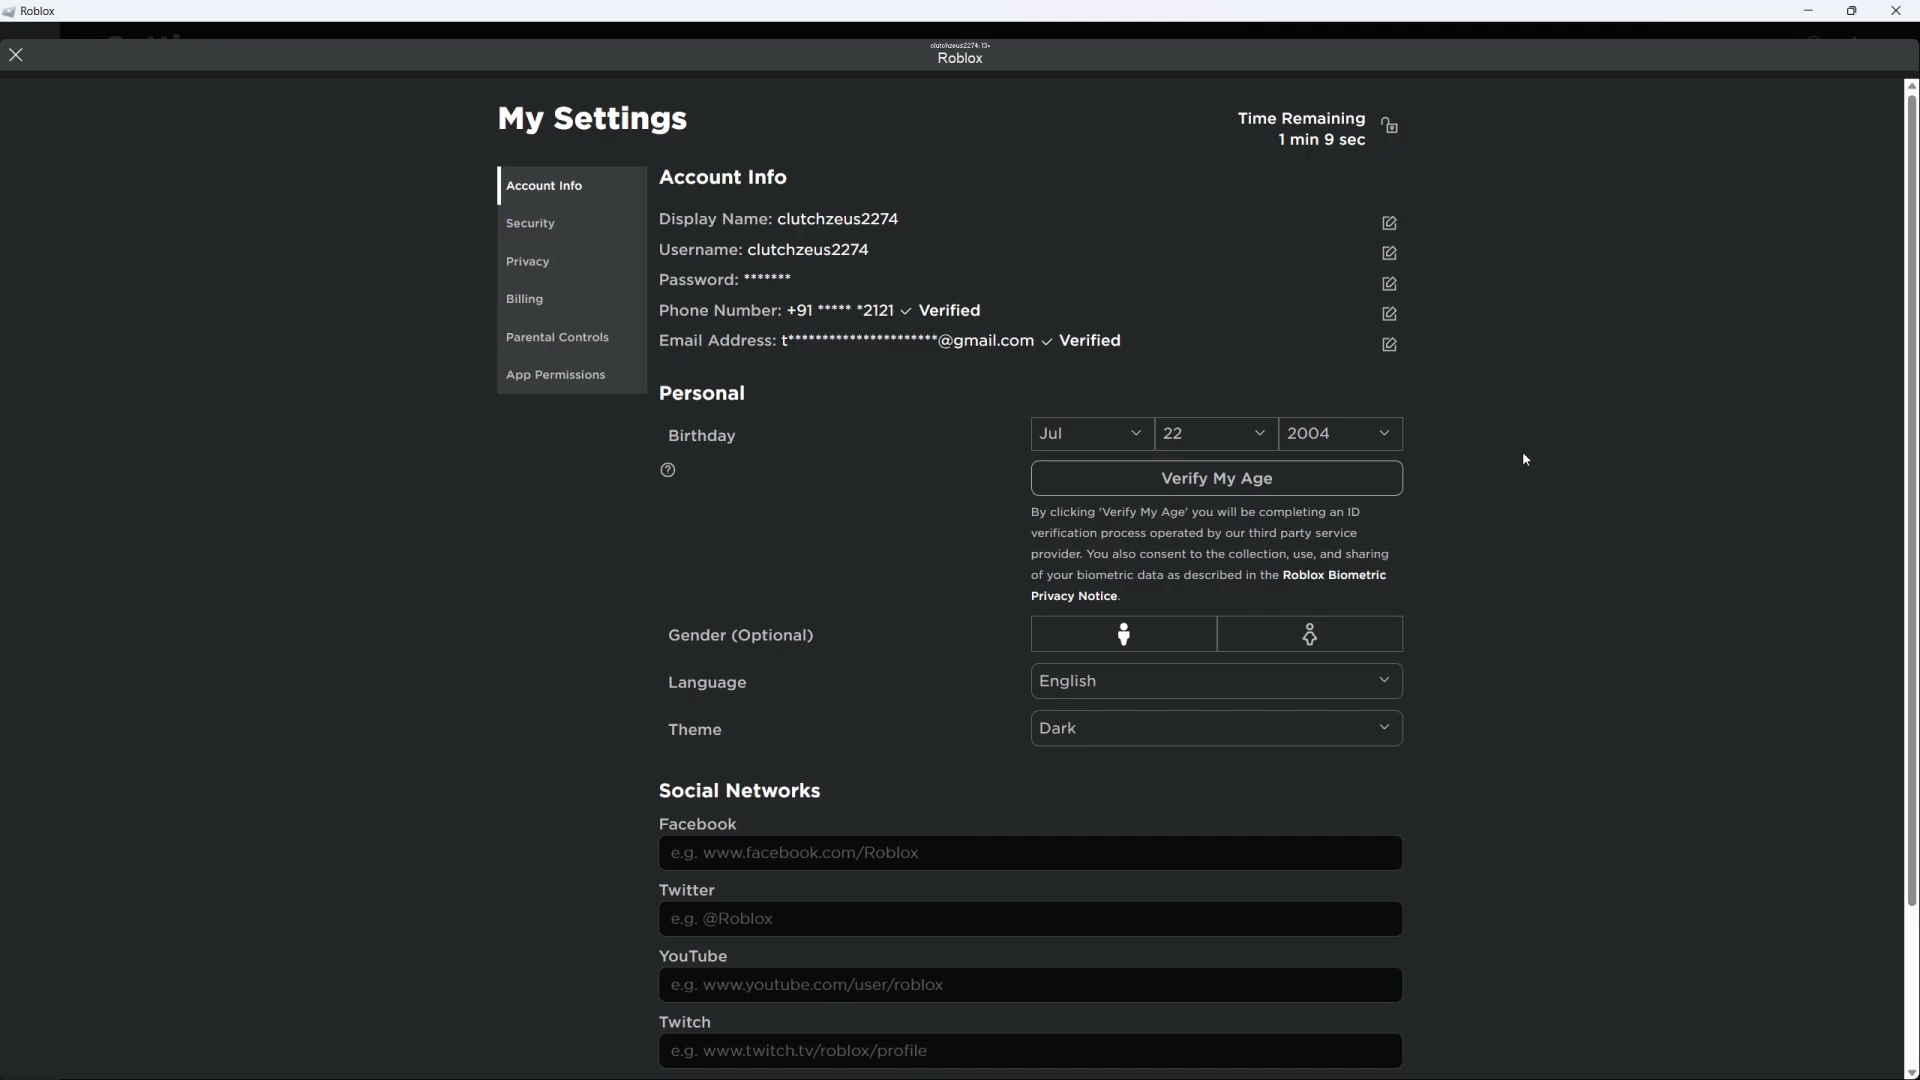 Roblox
clutchzeus2274: 13+
Roblox
My Settings
Time Remaining
1 min 9 sec
Account Info
Security
Privacy
Billing
Parental Controls
App Permissions
Account Info
Display Name: clutchzeus2274
Username: clutchzeus2274
Password: *******
Phone Number: +91 ***** *2121 ✓ Verified
Email Address: t**********************@gmail.com ✓ Verified
Personal
Birthday
Jul
22
2004
Verify My Age
By clicking 'Verify My Age' you will be completing an ID
verification process operated by our third party service
provider. You also consent to the collection, use, and sharing
of your biometric data as described in the Roblox Biometric
Privacy Notice.
Gender (Optional)
Language
English
Theme
Dark
Social Networks
Facebook
e.g. www.facebook.com/Roblox
Twitter
e.g. @Roblox
YouTube
e.g. www.youtube.com/user/roblox
Twitch
e.g. www.twitch.tv/roblox/profile